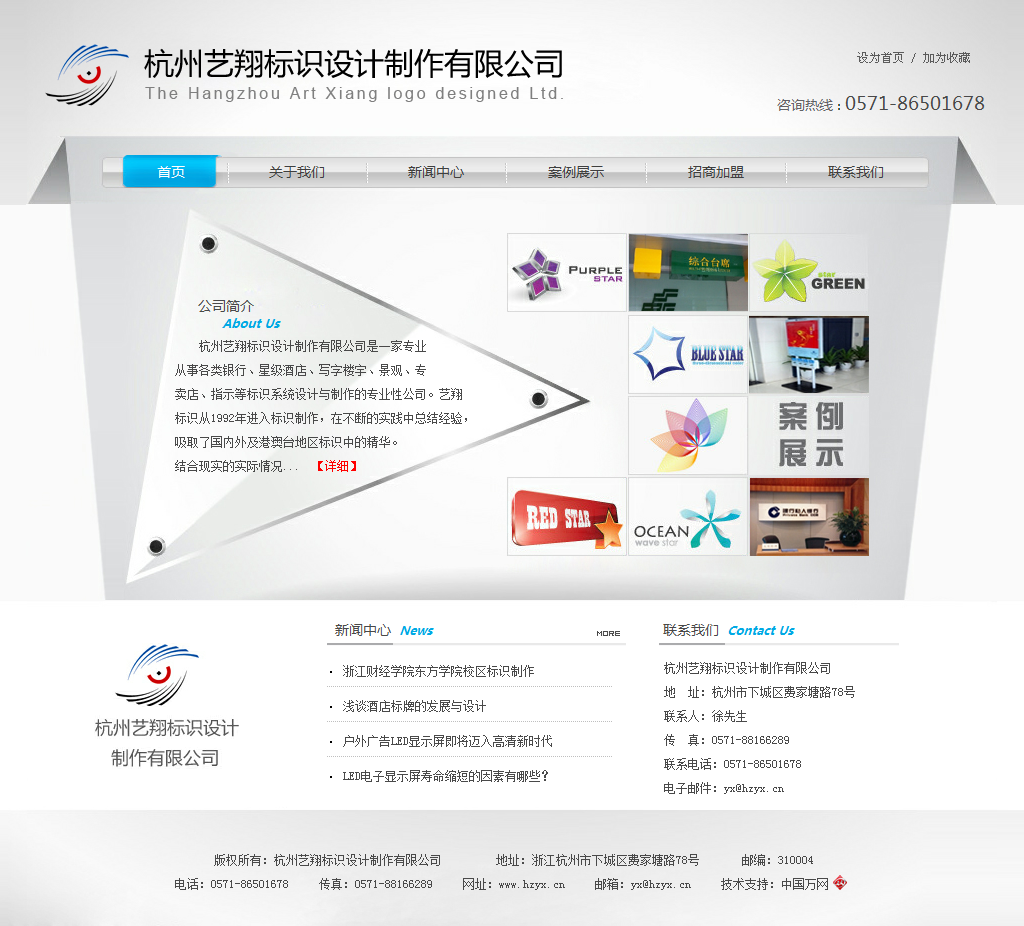 杭州艺翔标识设计制作有限公司
The Hangzhou Art Xiang logo designed Ltd.
设为首页 / 加为收藏
咨询热线：0571-86501678
首页 关于我们 新闻中心 案例展示 招商加盟 联系我们
公司简介
About Us
杭州艺翔标识设计制作有限公司是一家专业
从事各类银行、星级酒店、写字楼宇、景观、专
卖店、指示等标识系统设计与制作的专业性公司。艺翔
标识从1992年进入标识制作，在不断的实践中总结经验，
吸取了国内外及港澳台地区标识中的精华。
结合现实的实际情况... 【详细】
PURPLE
STAR
综合台席
star
GREEN
BLUE STAR
案例
展示
RED STAR
OCEAN
wave star
杭州艺翔标识设计
制作有限公司
新闻中心 News MORE
浙江财经学院东方学院校区标识制作
浅谈酒店标牌的发展与设计
户外广告LED显示屏即将迈入高清新时代
LED电子显示屏寿命缩短的因素有哪些？
联系我们 Contact Us
杭州艺翔标识设计制作有限公司
地 址：杭州市下城区费家塘路78号
联系人：徐先生
传 真：0571-88166289
联系电话：0571-86501678
电子邮件：yx@hzyx.cn
版权所有：杭州艺翔标识设计制作有限公司 地址：浙江杭州市下城区费家塘路78号 邮编：310004
电话：0571-86501678 传真：0571-88166289 网址：www.hzyx.cn 邮箱：yx@hzyx.cn 技术支持：中国万网